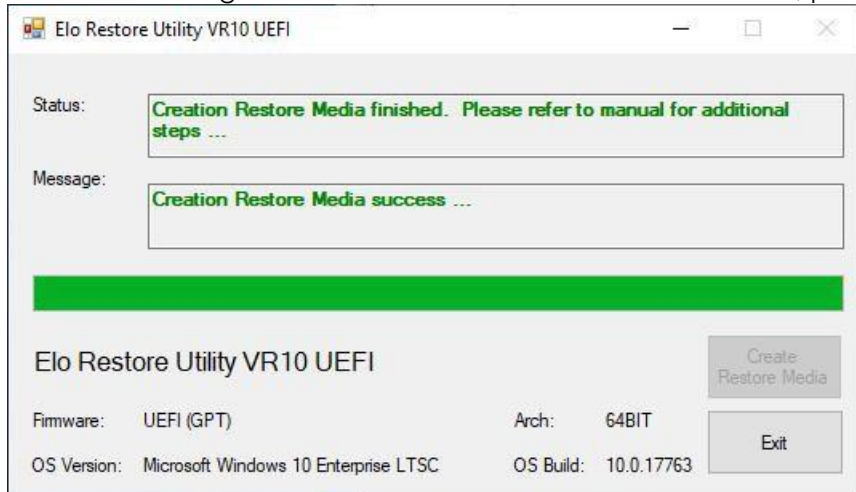 Elo Restore Utility VR10 UEFI
Status:
Creation Restore Media finished. Please refer to manual for additional
steps ...
Message:
Creation Restore Media success ...
Elo Restore Utility VR10 UEFI
Create
Restore Media
Firmware: UEFI (GPT) Arch: 64BIT
Exit
OS Version: Microsoft Windows 10 Enterprise LTSC OS Build: 10.0.17763